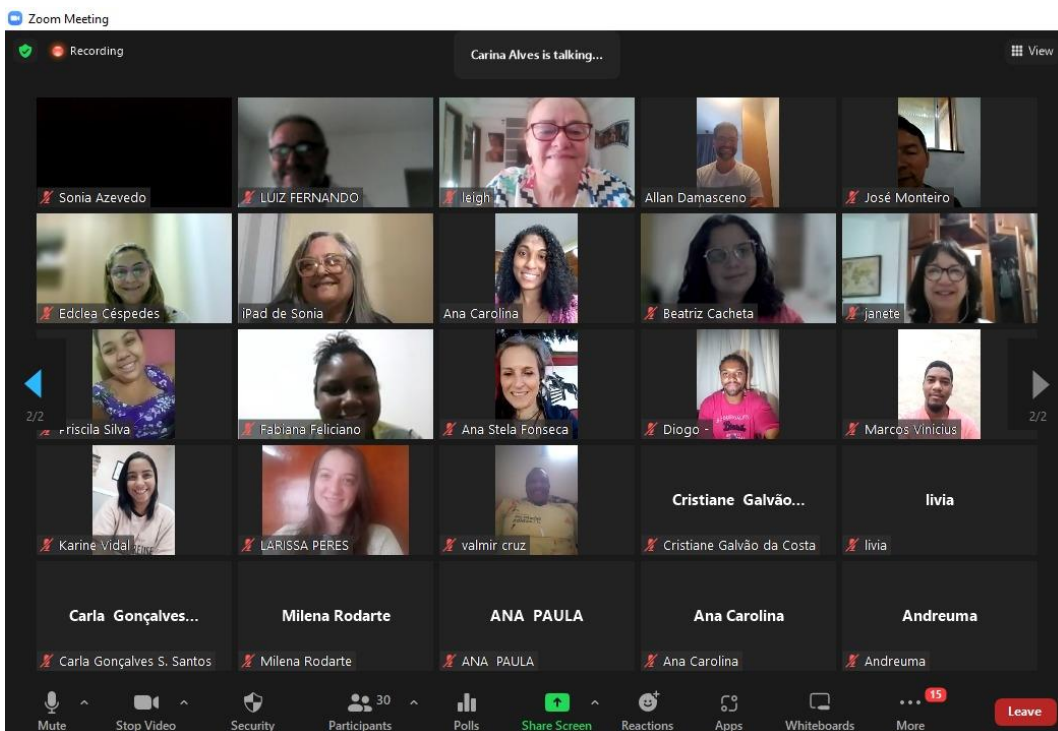 Zoom Meeting
Recording
Carina Alves is talking...
View
Sonia Azevedo
LUIZ FERNANDO
leigh
Allan Damasceno
José Monteiro
Edclea Céspedes
iPad de Sonia
Ana Carolina
Beatriz Cacheta
janete
2/2
Priscila Silva
Fabiana Feliciano
Ana Stela Fonseca
Diogo -
Marcos Vinicius
2/2
Karine Vidal
LARISSA PERES
valmir cruz
Cristiane Galvão...
Cristiane Galvão da Costa
livia
livia
Carla Gonçalves...
Carla Gonçalves S. Santos
Milena Rodarte
Milena Rodarte
ANA PAULA
ANA PAULA
Ana Carolina
Ana Carolina
Andreuma
Andreuma
Mute
Stop Video
Security
30
Participants
Polls
Share Screen
Reactions
Apps
Whiteboards
15
More
Leave